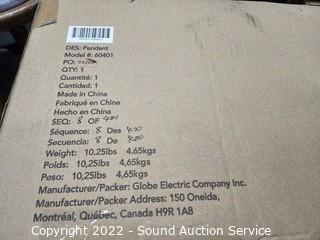 DES: Pendant
Model #: 60401
PO:
QTY: 1
Quantité: 1
Cantidad: 1
Made in China
Fabriqué en China
Hecho en China
SEQ: 8 OF
Séquence: 8 Des
Secuencia: 8 De
Weight: 10.25lbs 4.65kgs
Poids: 10,25lbs 4,65kgs
Peso: 10,25lbs 4,65kgs
Manufacturer/Packer: Globe Electric Company Inc.
Manufacturer/Packer Address: 150 Oneida,
Montréal, Québec, Canada H9R 1A8
Copyright 2022 - Sound Auction Service